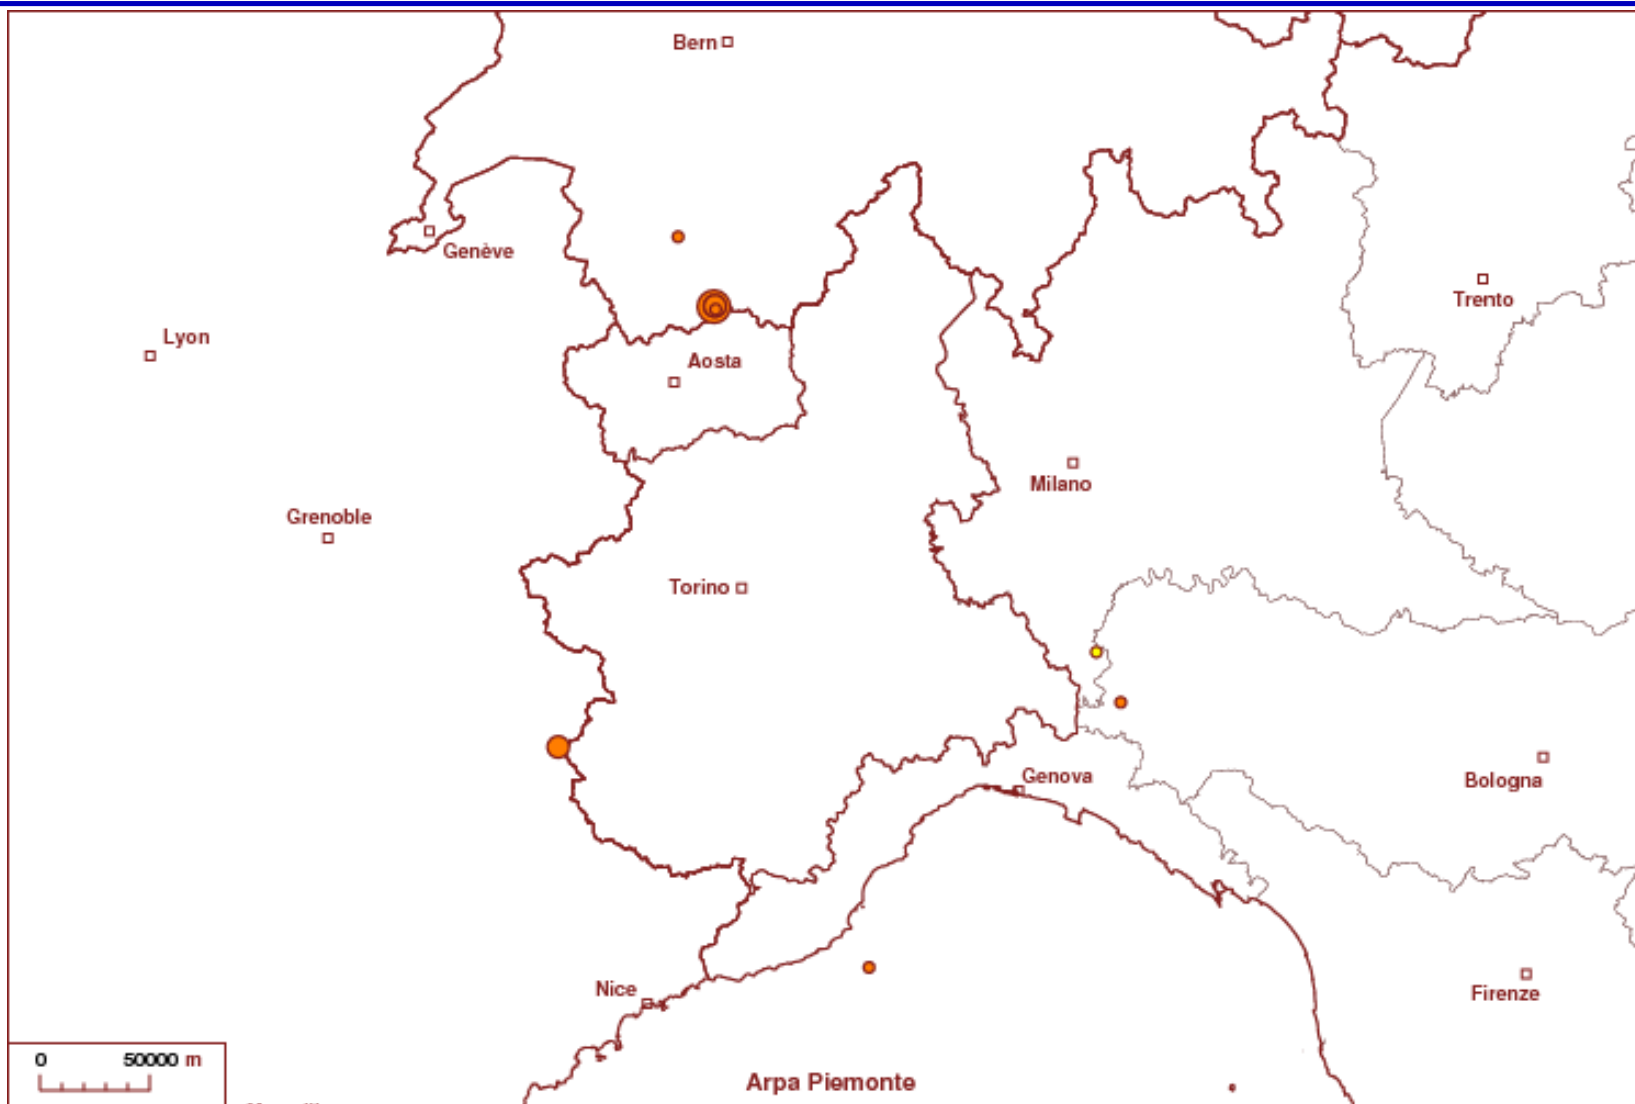 Bern
Genève
Trento
Lyon
Aosta
Milano
Grenoble
Torino
Genova
Bologna
Nice
Firenze
0 50000 m
Arpa Piemonte